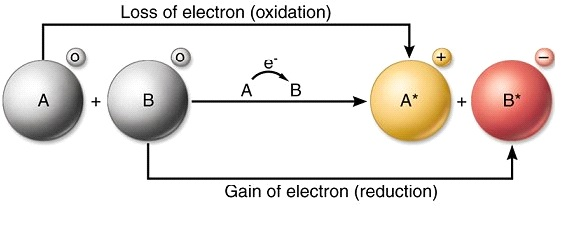 Loss of electron (oxidation)
o o e- + −
A + B A B A* + B*
Gain of electron (reduction)